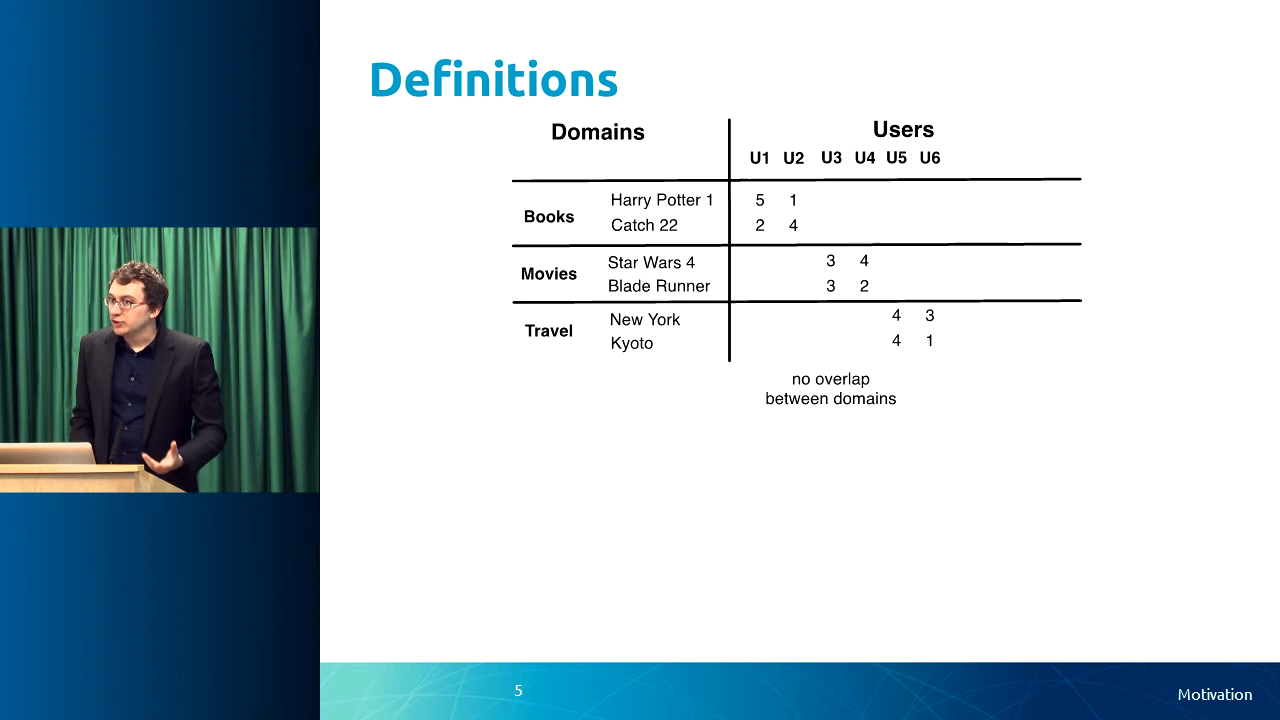 Definitions
Domains Users
U1 U2 U3 U4 U5 U6
Books
Harry Potter 1 5 1
Catch 22 2 4
Movies
Star Wars 4 3 4
Blade Runner 3 2
Travel
New York 4 3
Kyoto 4 1
no overlap
between domains
5
Motivation